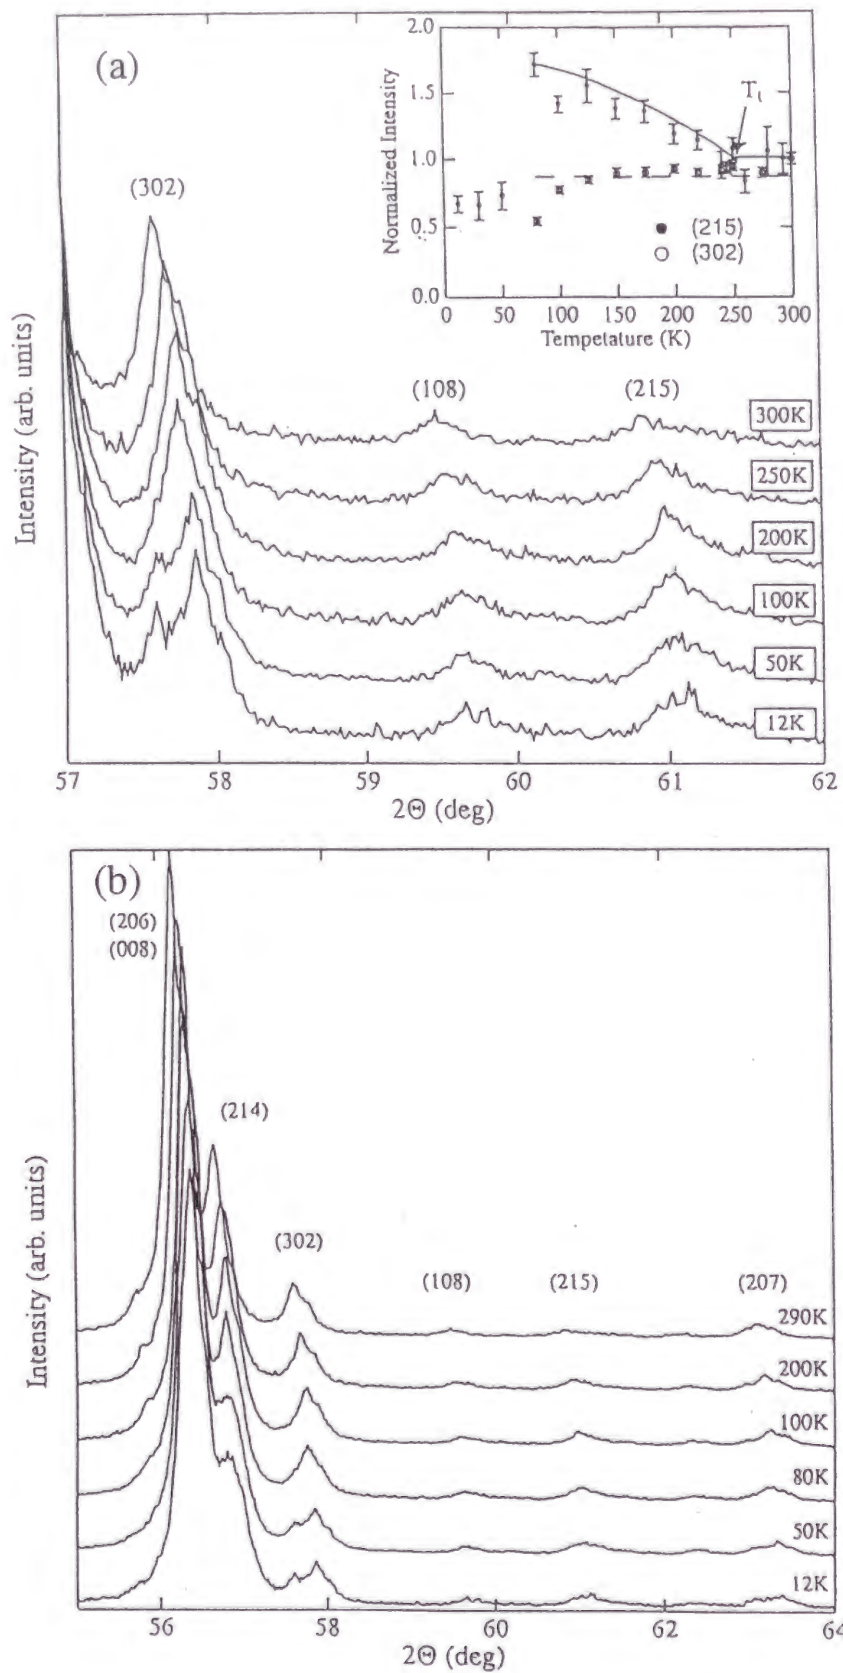 (a)
2.0
1.5
1.0
0.5
0.0
Normalized Intensity
T_t
(215)
(302)
0 50 100 150 200 250 300
Tempetature (K)
(302)
(108)
(215)
300K
250K
200K
100K
50K
12K
Intensity (arb. units)
57 58 59 60 61 62
2Θ (deg)
(b)
(206)
(008)
(214)
(302)
(108)
(215)
(207)
290K
200K
100K
80K
50K
12K
Intensity (arb. units)
56 58 60 62 64
2Θ (deg)